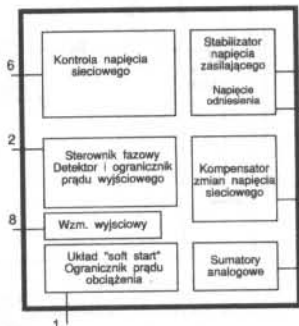 Kontrola napięcia
sieciowego
Stabilizator
napięcia
zasilającego
Napięcie
odniesienia
6
2
Sterownik fazowy
Detektor i ogranicznik
prądu wyjściowego
Kompensator
zmian napięcia
sieciowego
8
Wzm. wyjsciowy
Układ "soft start"
Ogranicznik prądu
obciążenia
Sumatory
analogowe
1